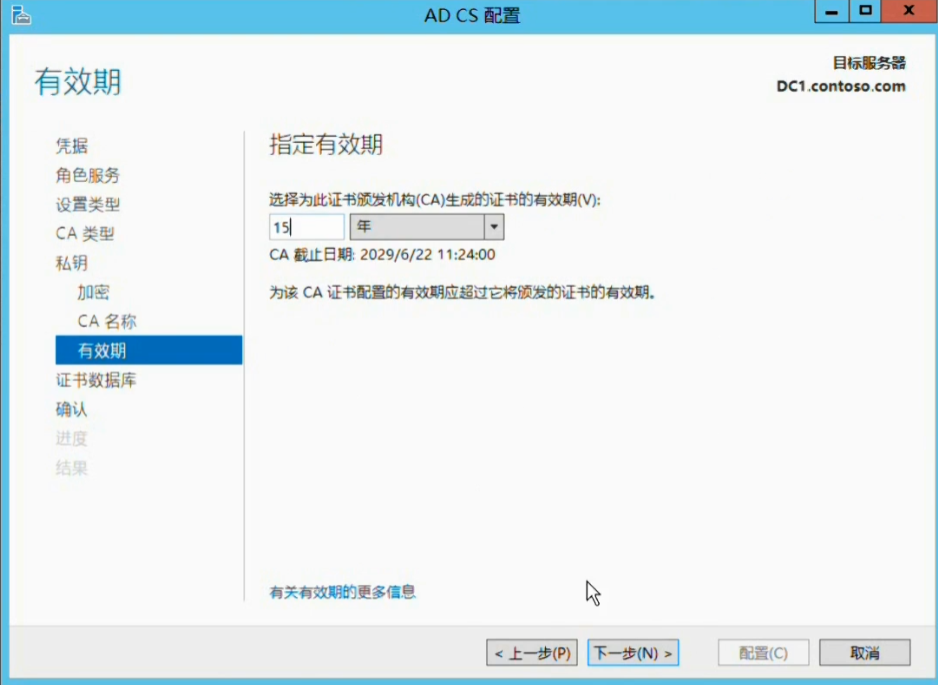 AD CS 配置
有效期
目标服务器
DC1.contoso.com
凭据
角色服务
设置类型
CA 类型
私钥
加密
CA 名称
有效期
证书数据库
确认
进度
结果
指定有效期
选择为此证书颁发机构(CA)生成的证书的有效期(V):
15 年
CA 截止日期: 2029/6/22 11:24:00
为该 CA 证书配置的有效期应超过它将颁发的证书的有效期。
有关有效期的更多信息
< 上一步(P) 下一步(N) > 配置(C) 取消